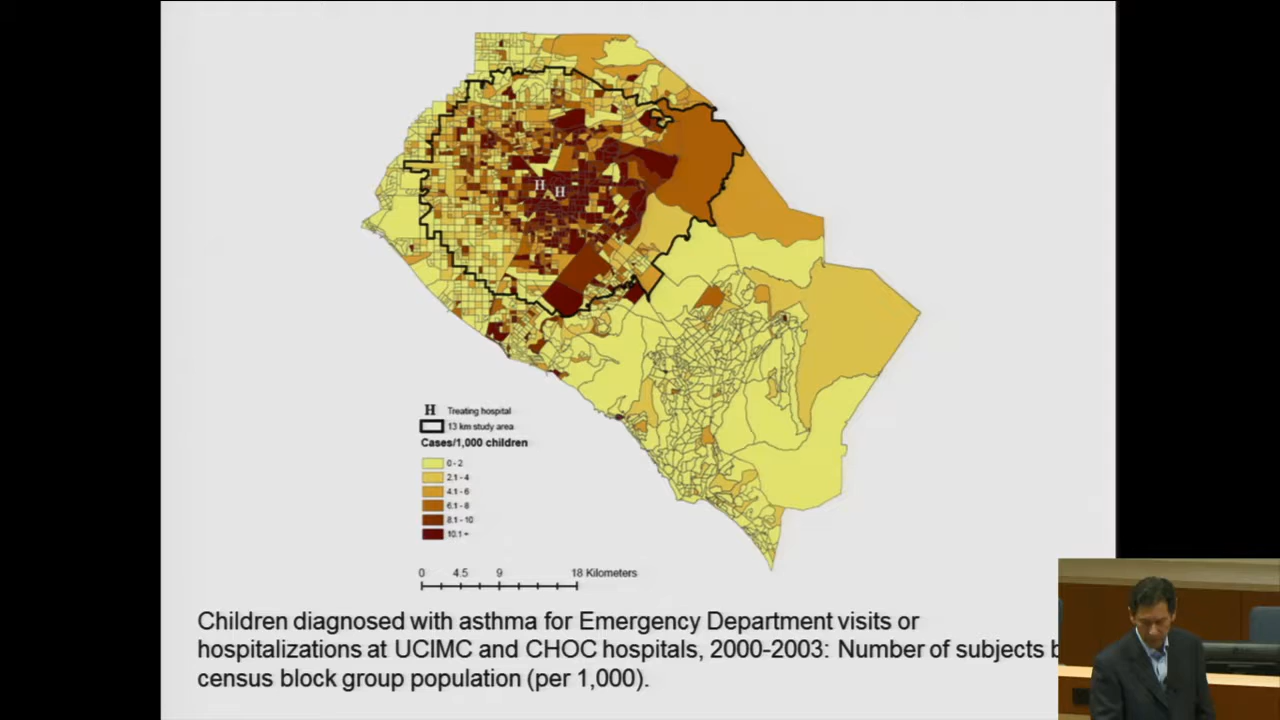 H H
H Treating hospital
13 km study area
Cases/1,000 children
0 - 2
2.1 - 4
4.1 - 6
6.1 - 8
8.1 - 10
10.1 +
0 4.5 9 18 Kilometers
Children diagnosed with asthma for Emergency Department visits or
hospitalizations at UCIMC and CHOC hospitals, 2000-2003: Number of subjects
census block group population (per 1,000).